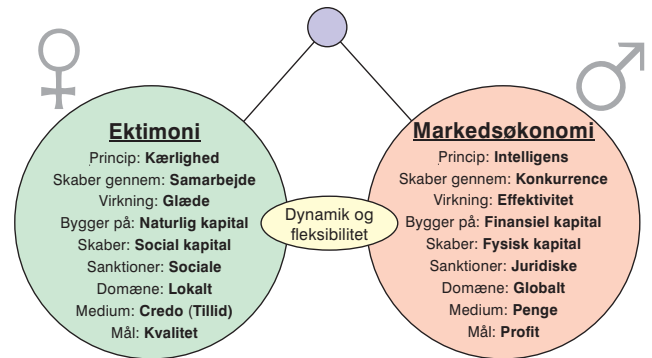 Ektimoni
Princip: Kærlighed
Skaber gennem: Samarbejde
Virkning: Glæde
Bygger på: Naturlig kapital
Skaber: Social kapital
Sanktioner: Sociale
Domæne: Lokalt
Medium: Credo (Tillid)
Mål: Kvalitet
Dynamik og
fleksibilitet
Markedsøkonomi
Princip: Intelligens
Skaber gennem: Konkurrence
Virkning: Effektivitet
Bygger på: Finansiel kapital
Skaber: Fysisk kapital
Sanktioner: Juridiske
Domæne: Globalt
Medium: Penge
Mål: Profit